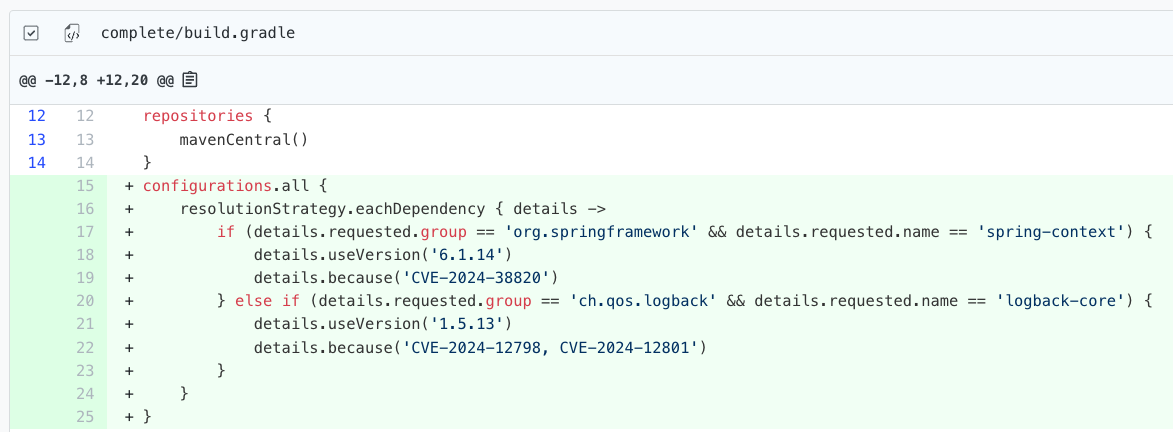 complete/build.gradle
@@ -12,8 +12,20 @@
12 12 repositories {
13 13     mavenCentral()
14 14 }
15 + configurations.all {
16 +     resolutionStrategy.eachDependency { details ->
17 +         if (details.requested.group == 'org.springframework' && details.requested.name == 'spring-context') {
18 +             details.useVersion('6.1.14')
19 +             details.because('CVE-2024-38820')
20 +         } else if (details.requested.group == 'ch.qos.logback' && details.requested.name == 'logback-core') {
21 +             details.useVersion('1.5.13')
22 +             details.because('CVE-2024-12798, CVE-2024-12801')
23 +         }
24 +     }
25 + }